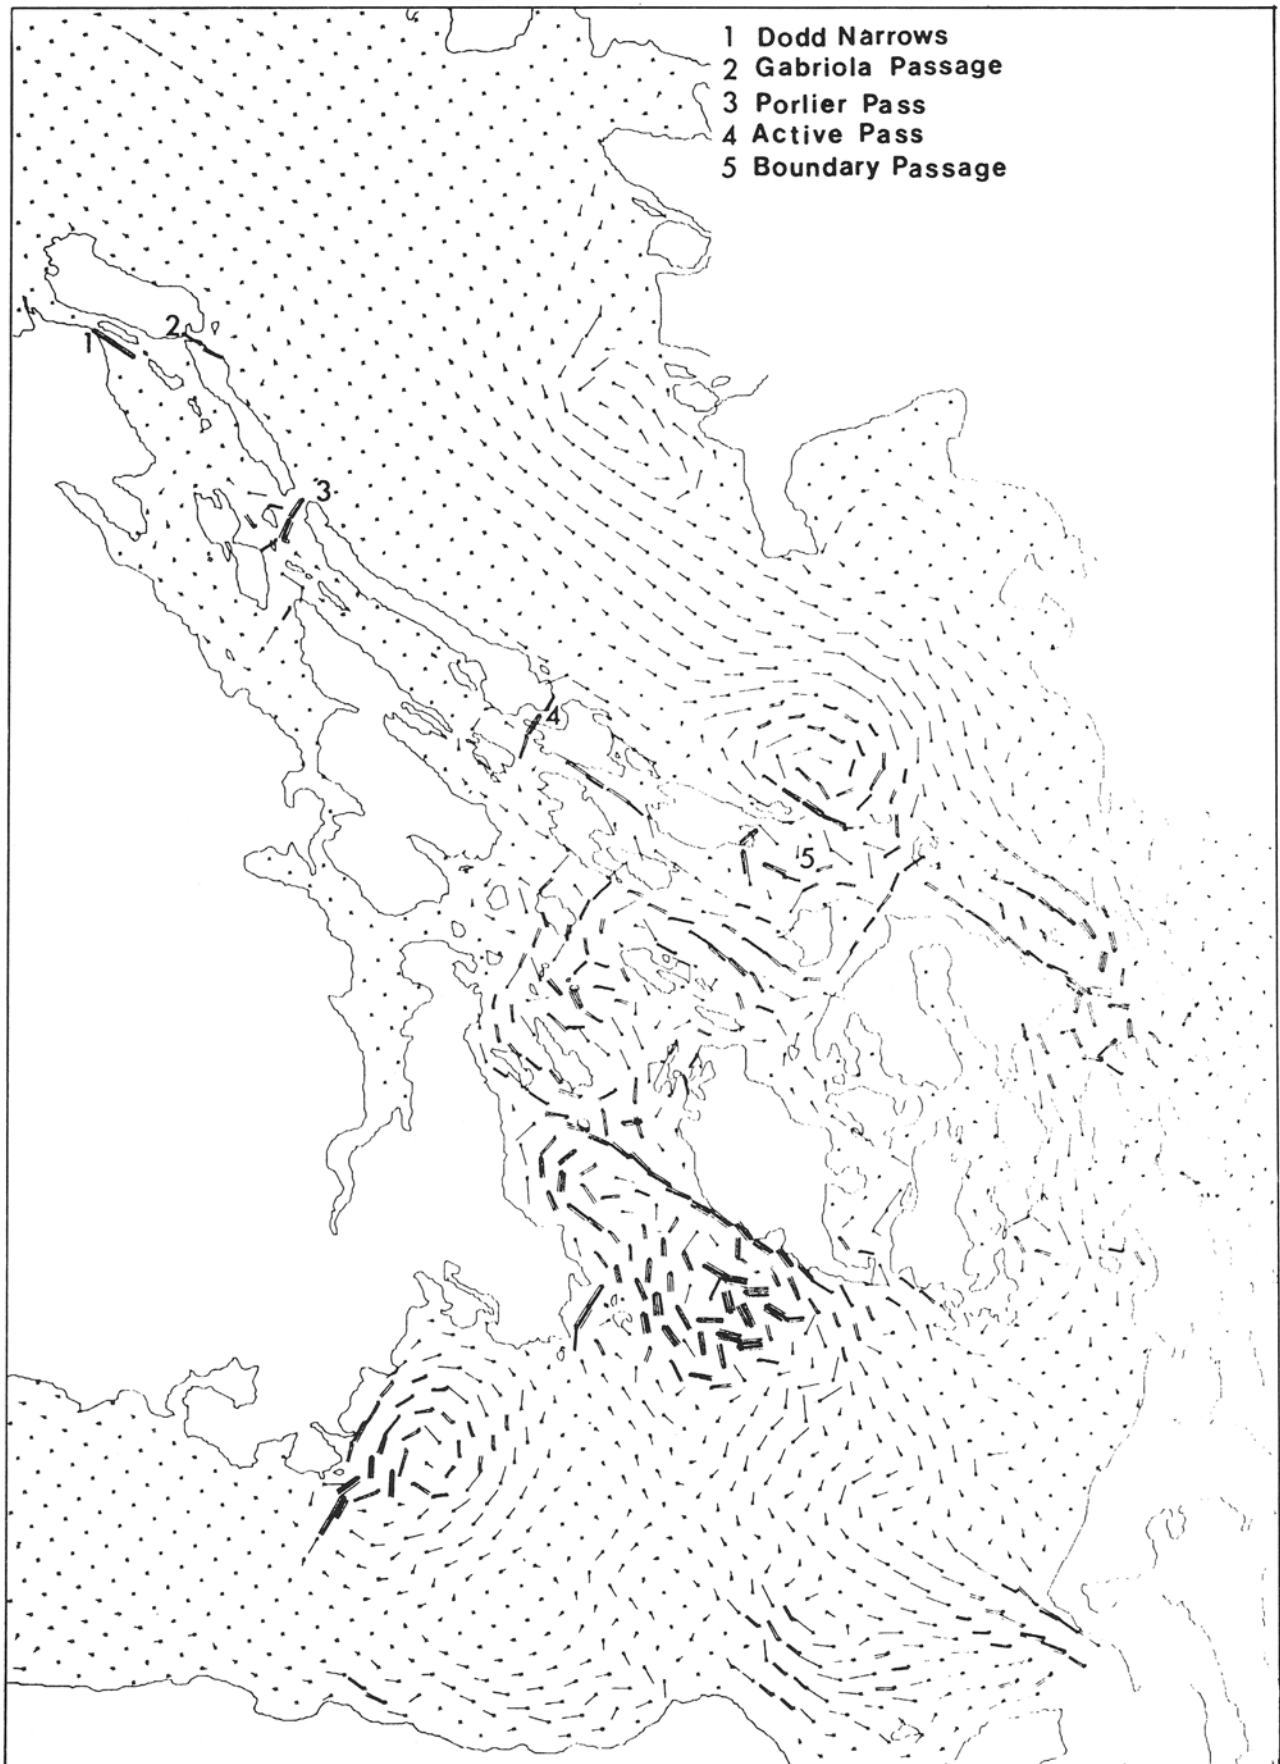 1 Dodd Narrows
2 Gabriola Passage
3 Porlier Pass
4 Active Pass
5 Boundary Passage
1
2
3
4
5